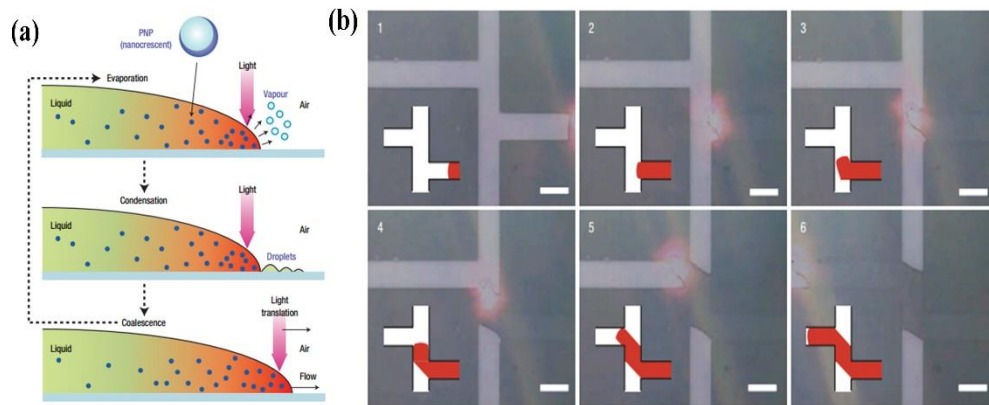 (a)
PNP
(nanocrescent)
Evaporation
Light
Vapour
Liquid
Air
Condensation
Light
Liquid
Air
Droplets
Coalescence
Light
translation
Liquid
Air
Flow
(b)
1
2
3
4
5
6